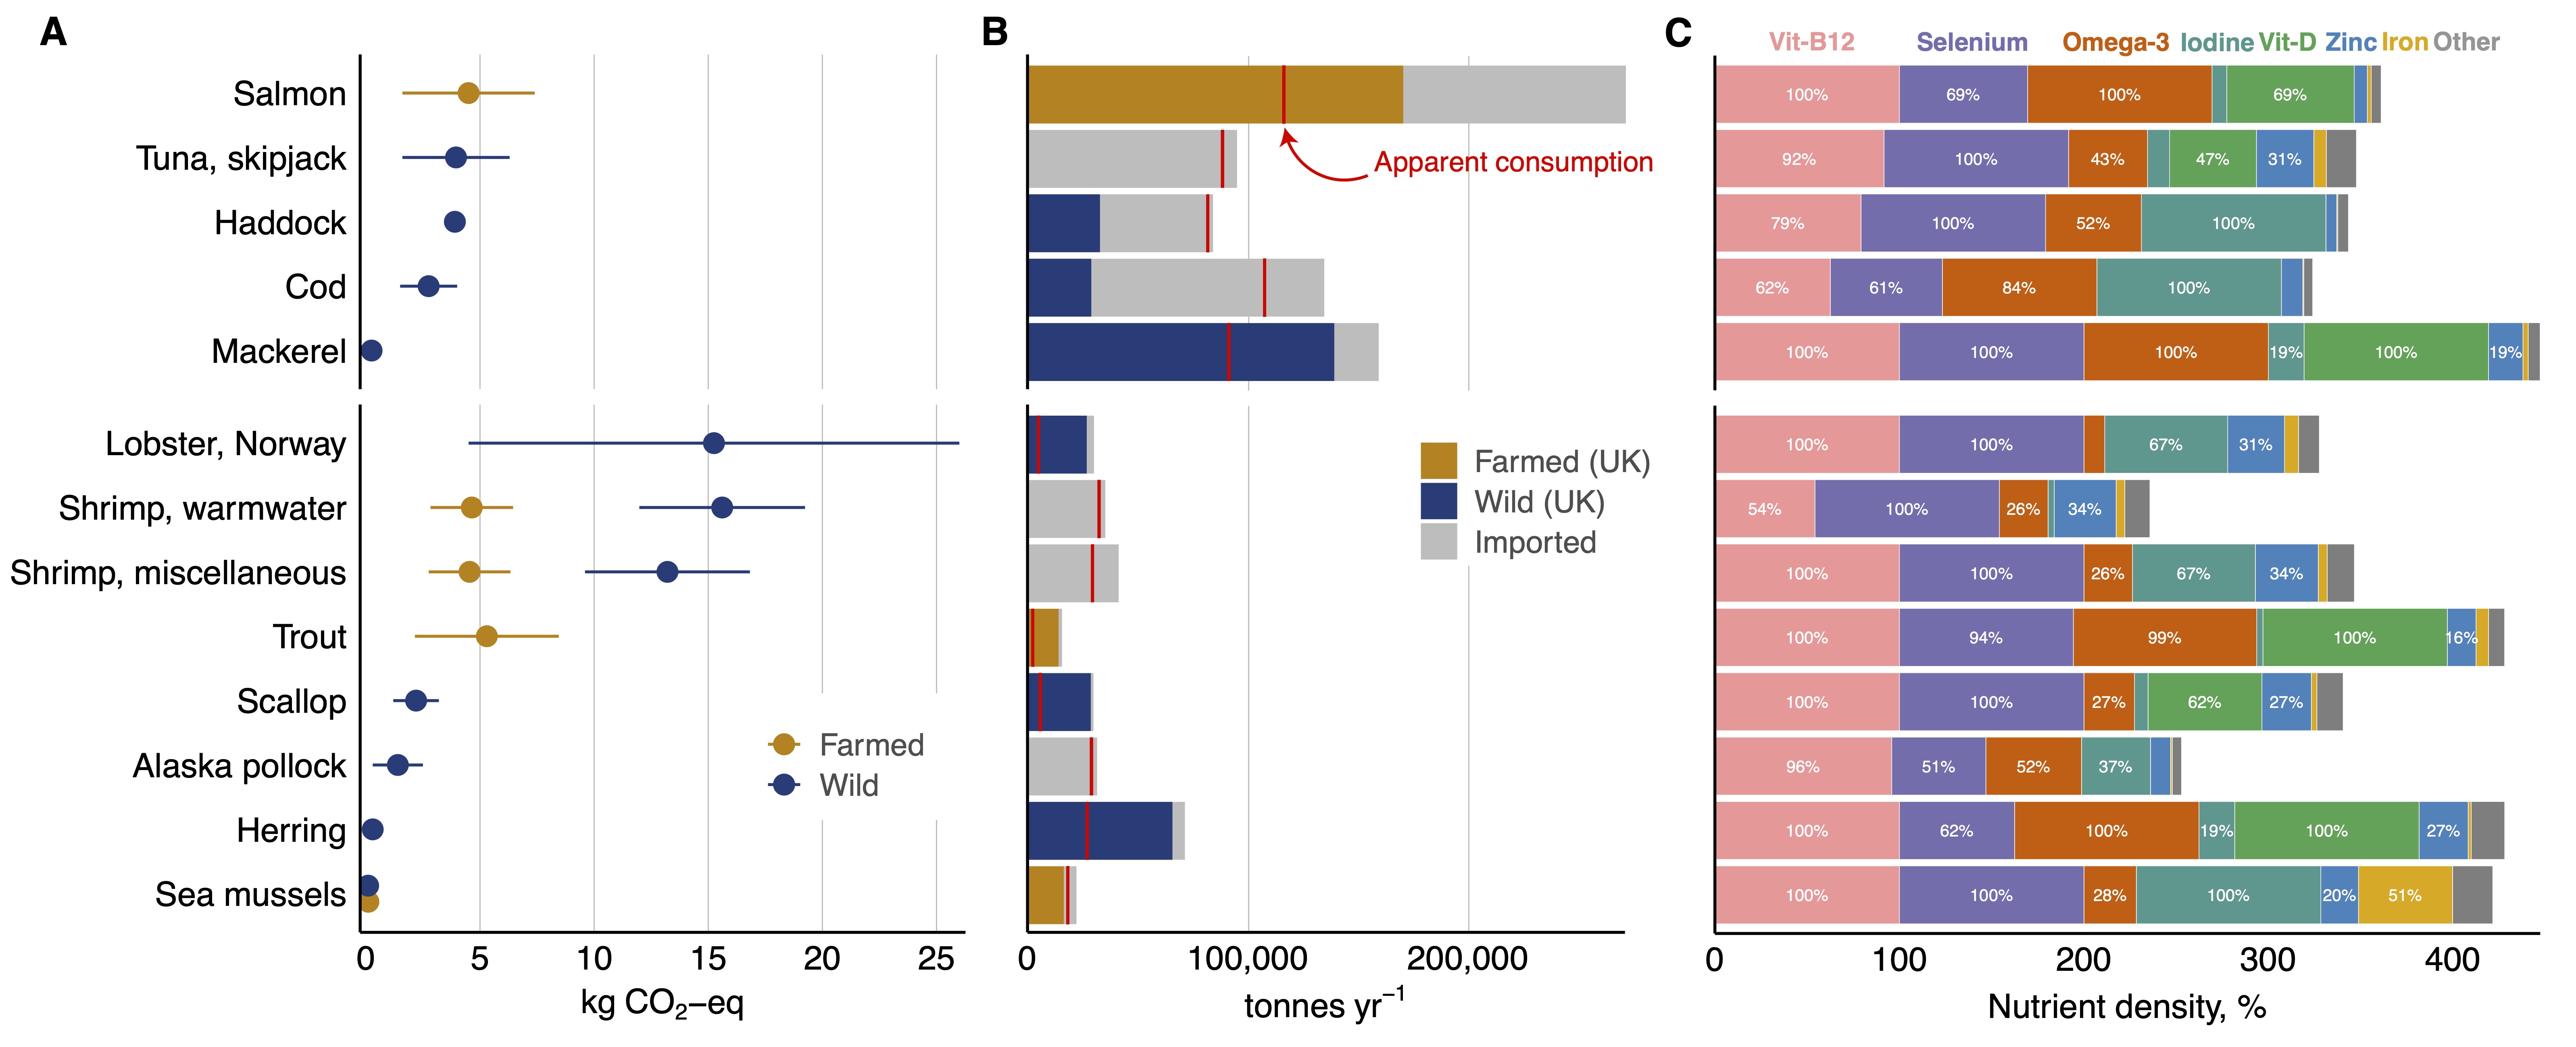 A
Salmon
Tuna, skipjack
Haddock
Cod
Mackerel
Lobster, Norway
Shrimp, warmwater
Shrimp, miscellaneous
Trout
Scallop
Alaska pollock
Herring
Sea mussels
Farmed
Wild
0 5 10 15 20 25
kg CO₂−eq
B
Apparent consumption
Farmed (UK)
Wild (UK)
Imported
0 100,000 200,000
tonnes yr⁻¹
C
Vit-B12 Selenium Omega-3 Iodine Vit-D Zinc Iron Other
100% 69% 100% 69%
92% 100% 43% 47% 31%
79% 100% 52% 100%
62% 61% 84% 100%
100% 100% 100% 19% 100% 19%
100% 100% 67% 31%
54% 100% 26% 34%
100% 100% 26% 67% 34%
100% 94% 99% 100% 16%
100% 100% 27% 62% 27%
96% 51% 52% 37%
100% 62% 100% 19% 100% 27%
100% 100% 28% 100% 20% 51%
0 100 200 300 400
Nutrient density, %